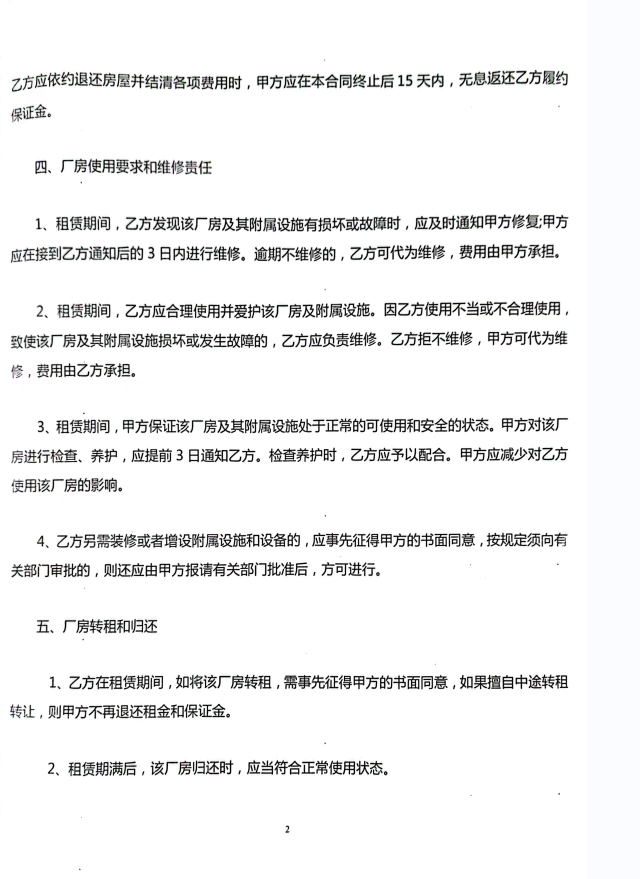 乙方应依约退还房屋并结清各项费用时，甲方应在本合同终止后 15 天内，无息返还乙方履约
保证金。
四、厂房使用要求和维修责任
1、租赁期间，乙方发现该厂房及其附属设施有损坏或故障时，应及时通知甲方修复;甲方
应在接到乙方通知后的 3 日内进行维修。逾期不维修的，乙方可代为维修，费用由甲方承担。
2、租赁期间，乙方应合理使用并爱护该厂房及附属设施。因乙方使用不当或不合理使用，
致使该厂房及其附属设施损坏或发生故障的，乙方应负责维修。乙方拒不维修，甲方可代为维
修，费用由乙方承担。
3、租赁期间，甲方保证该厂房及其附属设施处于正常的可使用和安全的状态。甲方对该厂
房进行检查、养护，应提前 3 日通知乙方。检查养护时，乙方应予以配合。甲方应减少对乙方
使用该厂房的影响。
4、乙方另需装修或者增设附属设施和设备的，应事先征得甲方的书面同意，按规定须向有
关部门审批的，则还应由甲方报请有关部门批准后，方可进行。
五、厂房转租和归还
1、乙方在租赁期间，如将该厂房转租，需事先征得甲方的书面同意，如果擅自中途转租
转让，则甲方不再退还租金和保证金。
2、租赁期满后，该厂房归还时，应当符合正常使用状态。
2